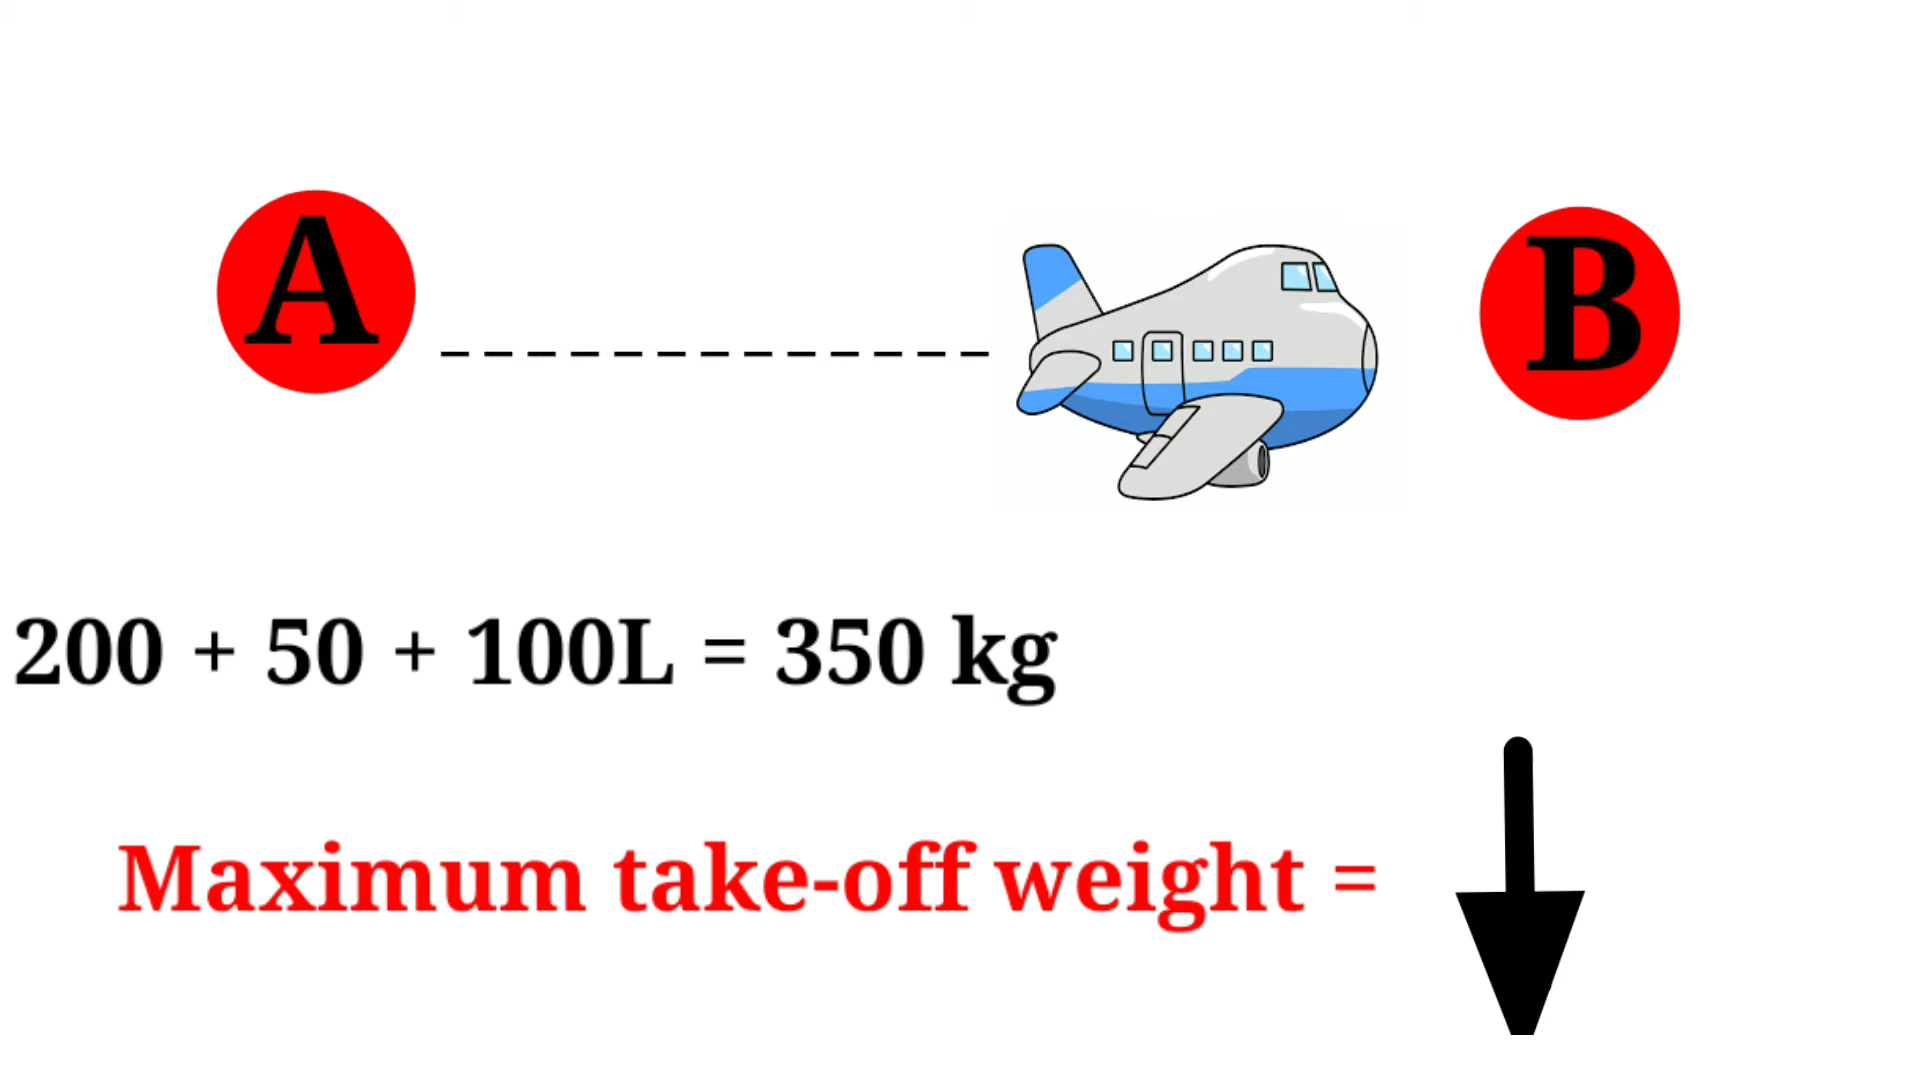 A
B
200 + 50 + 100L = 350 kg
Maximum take-off weight =